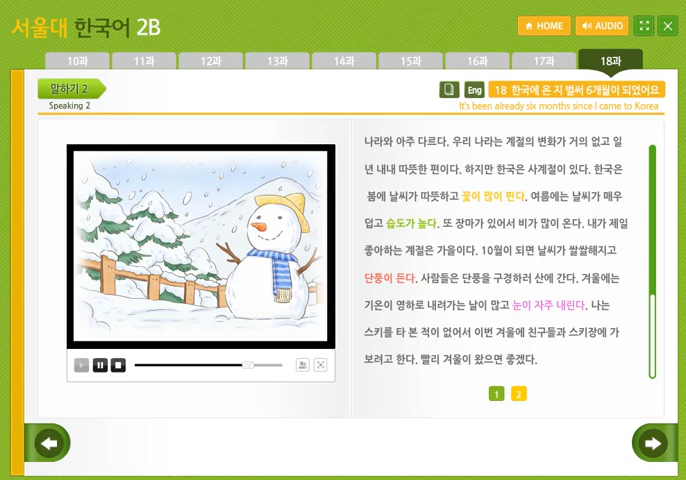 서울대 한국어 2B
HOME
AUDIO
10과
11과
12과
13과
14과
15과
16과
17과
18과
말하기 2
Speaking 2
Eng
18 한국에 온 지 벌써 6개월이 되었어요
It's been already six months since I came to Korea
나라와 아주 다르다. 우리 나라는 계절의 변화가 거의 없고 일
년 내내 따뜻한 편이다. 하지만 한국은 사계절이 있다. 한국은
봄에 날씨가 따뜻하고 꽃이 많이 핀다. 여름에는 날씨가 매우
덥고 습도가 높다. 또 장마가 있어서 비가 많이 온다. 내가 제일
좋아하는 계절은 가을이다. 10월이 되면 날씨가 쌀쌀해지고
단풍이 든다. 사람들은 단풍을 구경하러 산에 간다. 겨울에는
기온이 영하로 내려가는 날이 많고 눈이 자주 내린다. 나는
스키를 타 본 적이 없어서 이번 겨울에 친구들과 스키장에 가
보려고 한다. 빨리 겨울이 왔으면 좋겠다.
1
2